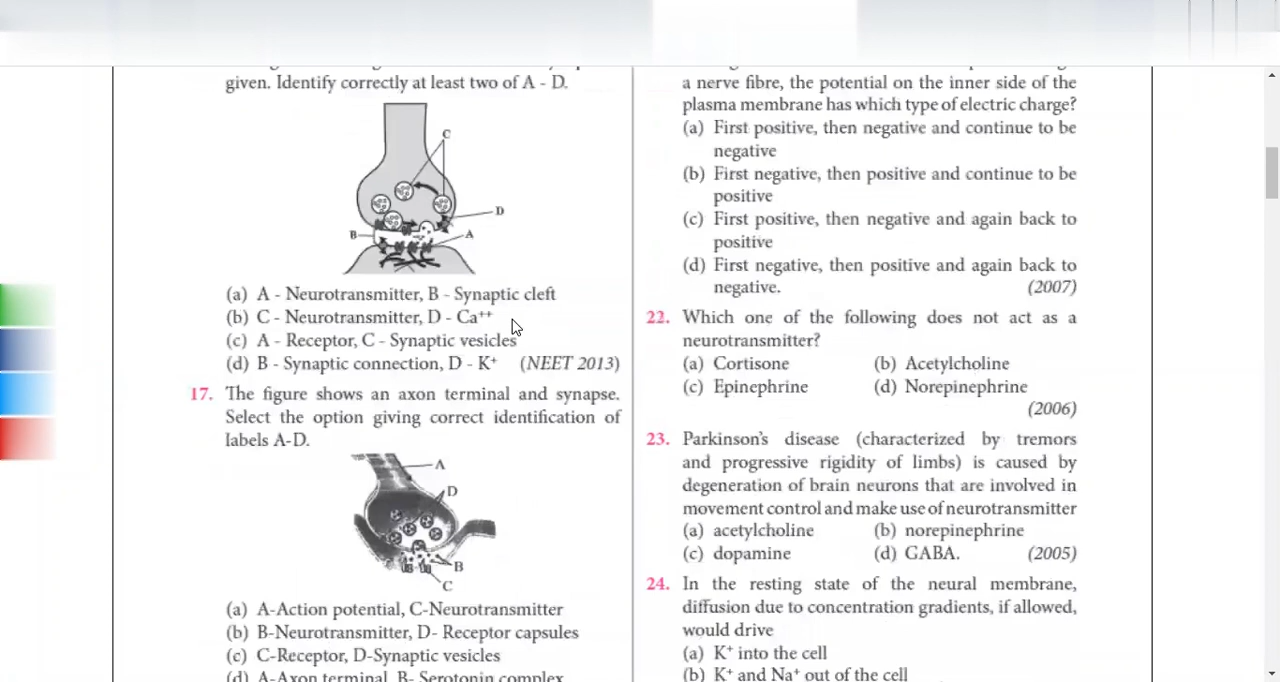 given. Identify correctly at least two of A - D.
C
D
B
A
(a) A - Neurotransmitter, B - Synaptic cleft
(b) C - Neurotransmitter, D - Ca⁺⁺
(c) A - Receptor, C - Synaptic vesicles
(d) B - Synaptic connection, D - K⁺ (NEET 2013)
17. The figure shows an axon terminal and synapse.
Select the option giving correct identification of
labels A-D.
A
D
B
C
(a) A-Action potential, C-Neurotransmitter
(b) B-Neurotransmitter, D- Receptor capsules
(c) C-Receptor, D-Synaptic vesicles
(d) A-Axon terminal, B- Serotonin complex
a nerve fibre, the potential on the inner side of the
plasma membrane has which type of electric charge?
(a) First positive, then negative and continue to be
negative
(b) First negative, then positive and continue to be
positive
(c) First positive, then negative and again back to
positive
(d) First negative, then positive and again back to
negative. (2007)
22. Which one of the following does not act as a
neurotransmitter?
(a) Cortisone (b) Acetylcholine
(c) Epinephrine (d) Norepinephrine
(2006)
23. Parkinson's disease (characterized by tremors
and progressive rigidity of limbs) is caused by
degeneration of brain neurons that are involved in
movement control and make use of neurotransmitter
(a) acetylcholine (b) norepinephrine
(c) dopamine (d) GABA. (2005)
24. In the resting state of the neural membrane,
diffusion due to concentration gradients, if allowed,
would drive
(a) K⁺ into the cell
(b) K⁺ and Na⁺ out of the cell